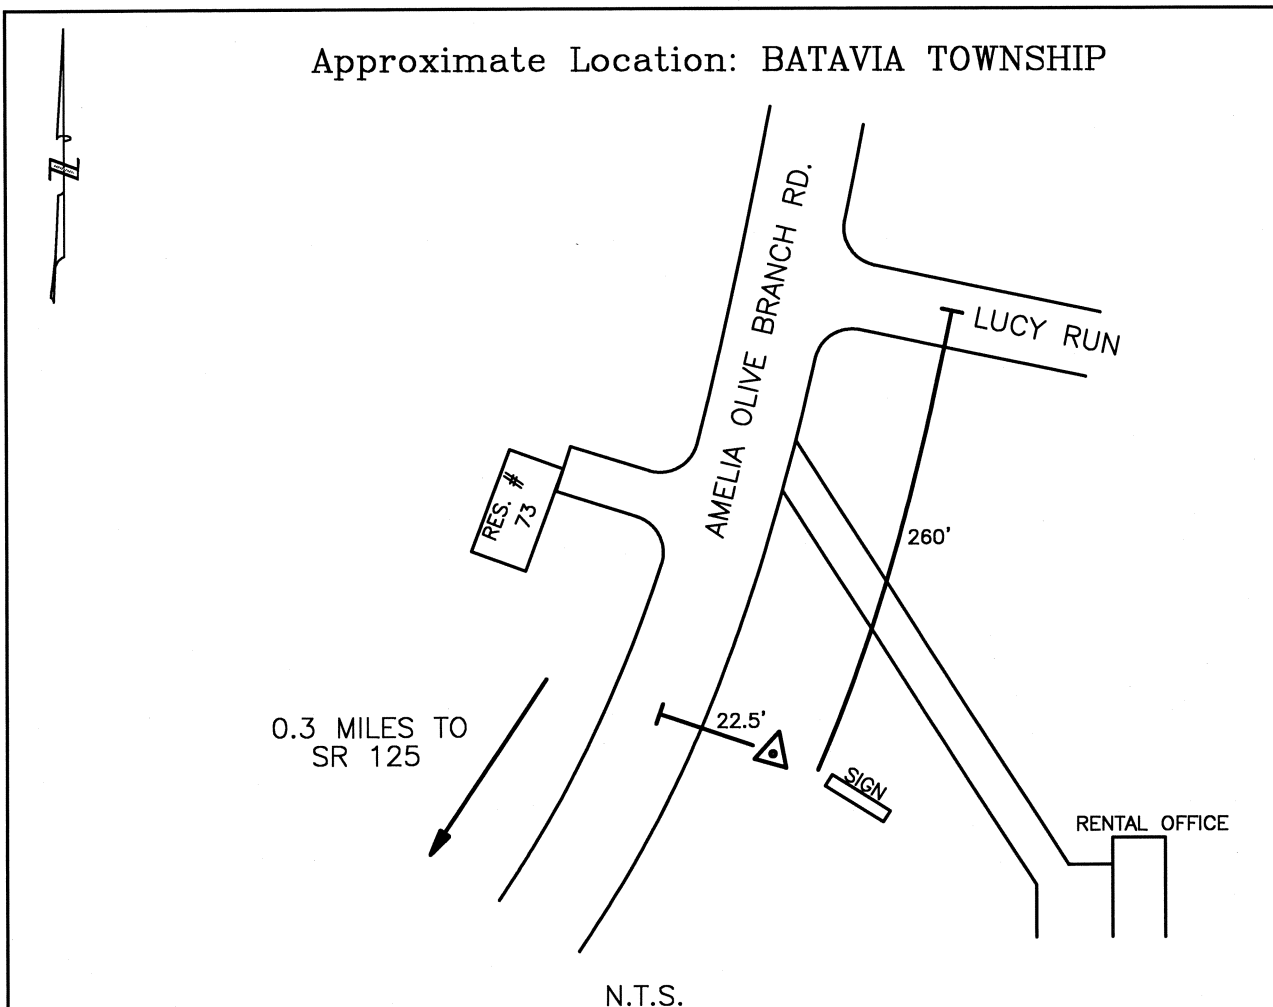 Approximate Location: BATAVIA TOWNSHIP
N
AMELIA OLIVE BRANCH RD.
LUCY RUN
RES. #
73
260'
22.5'
0.3 MILES TO
SR 125
SIGN
RENTAL OFFICE
N.T.S.